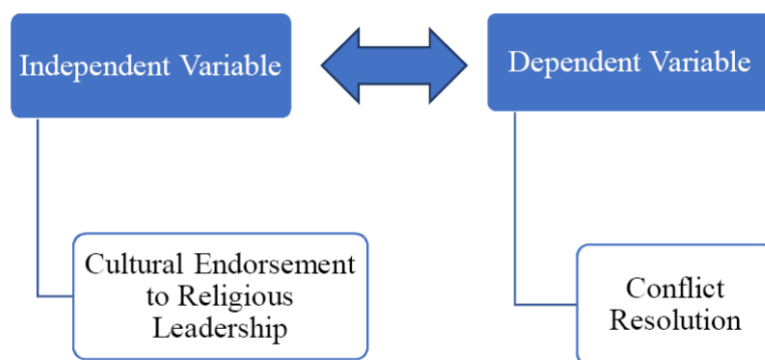 Independent Variable
Dependent Variable
Cultural Endorsement
to Religious
Leadership
Conflict
Resolution